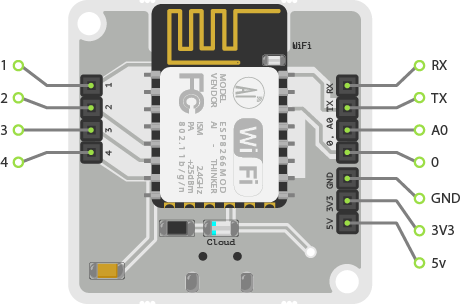 WiFi
1
2
3
4
1
2
3
4
MODEL
VENDOR
ESP8266MOD
AI - THINKER
ISM 2.4GHz
PA +25dBm
802.11b/g/n
FC
Ai
WiFi
RX
TX
A0
0
GND
3V3
5V
RX
TX
A0
0
GND
3V3
5v
Cloud